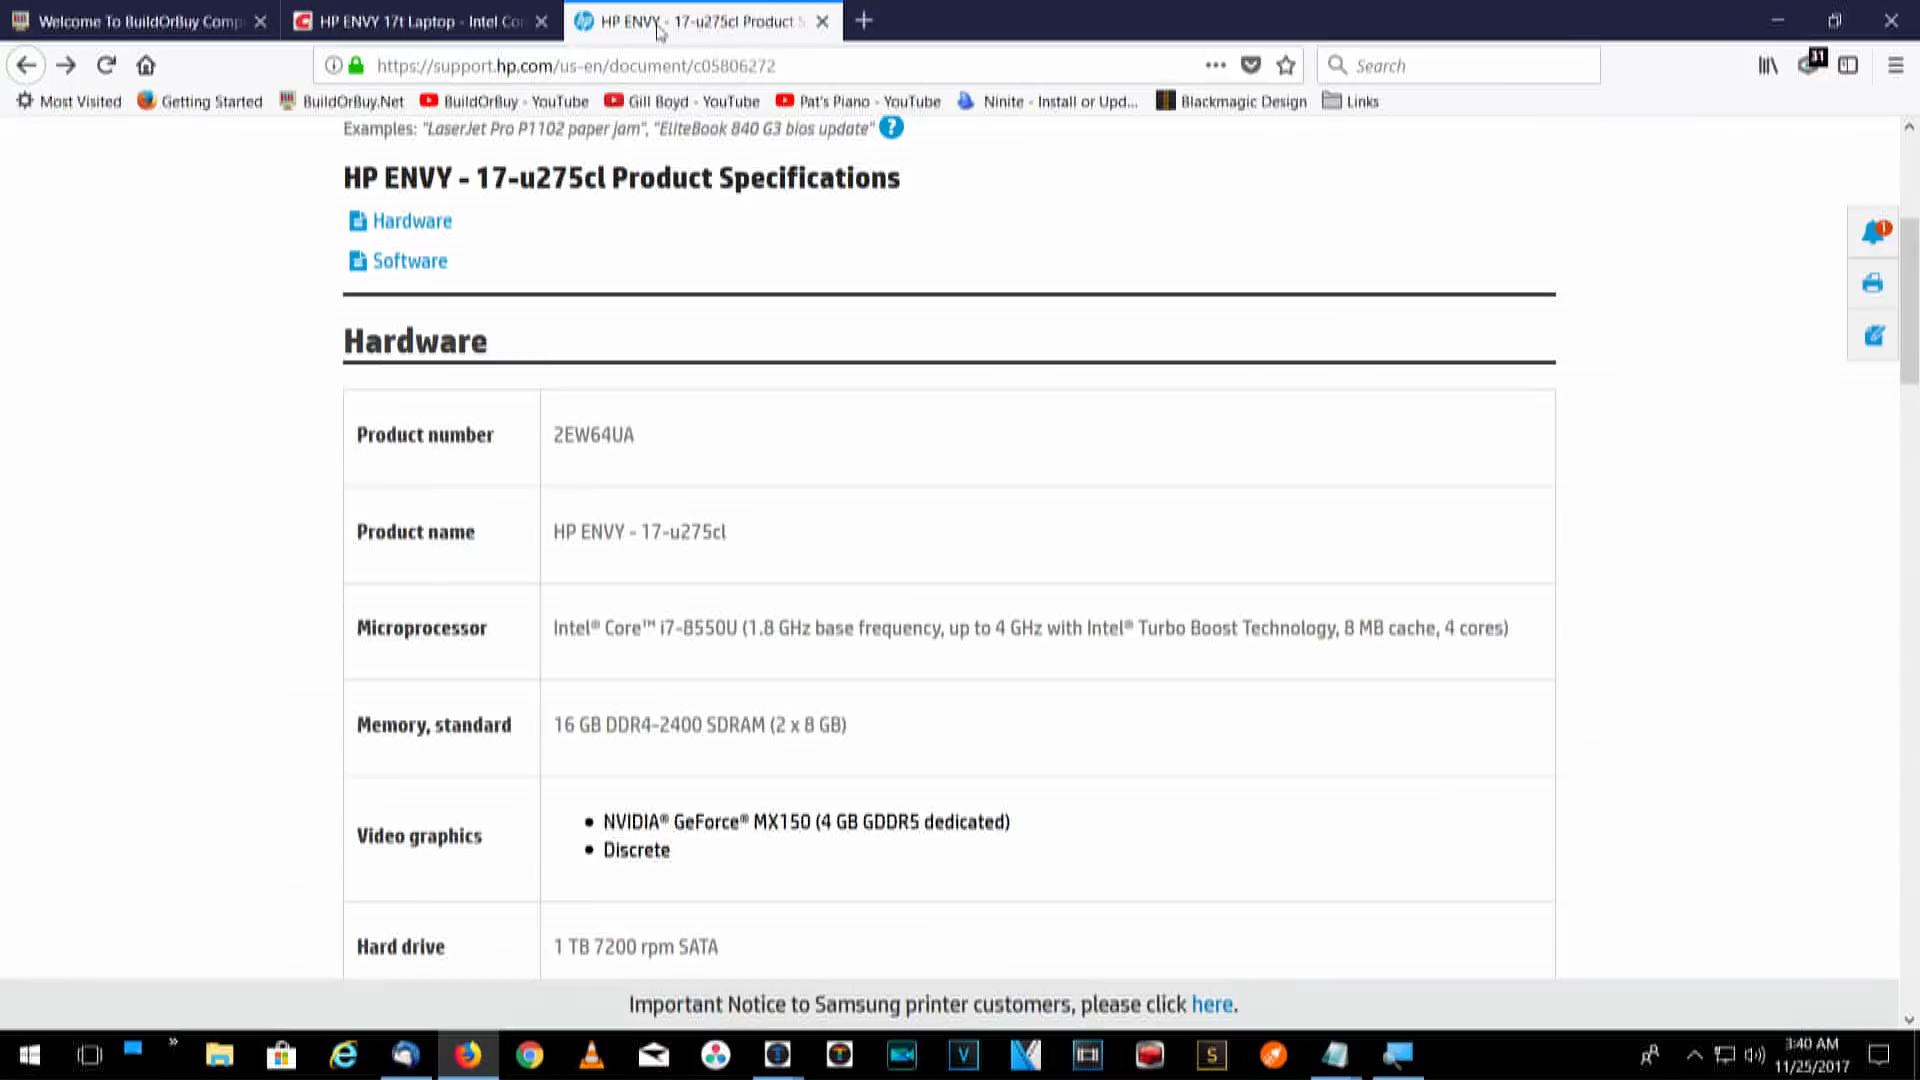 Welcome To BuildOrBuy Comp
HP ENVY 17t Laptop - Intel Cor
HP ENVY - 17-u275cl Product S
https://support.hp.com/us-en/document/c05806272
Search
31
Most Visited
Getting Started
BuildOrBuy.Net
BuildOrBuy - YouTube
Gill Boyd - YouTube
Pat's Piano - YouTube
Ninite - Install or Upd...
Blackmagic Design
Links
Examples: "LaserJet Pro P1102 paper jam", "EliteBook 840 G3 bios update" ?
HP ENVY - 17-u275cl Product Specifications
Hardware
Software
Hardware
Product number
2EW64UA
Product name
HP ENVY - 17-u275cl
Microprocessor
Intel® Core™ i7-8550U (1.8 GHz base frequency, up to 4 GHz with Intel® Turbo Boost Technology, 8 MB cache, 4 cores)
Memory, standard
16 GB DDR4-2400 SDRAM (2 x 8 GB)
Video graphics
• NVIDIA® GeForce® MX150 (4 GB GDDR5 dedicated)
• Discrete
Hard drive
1 TB 7200 rpm SATA
Important Notice to Samsung printer customers, please click here.
3:40 AM
11/25/2017